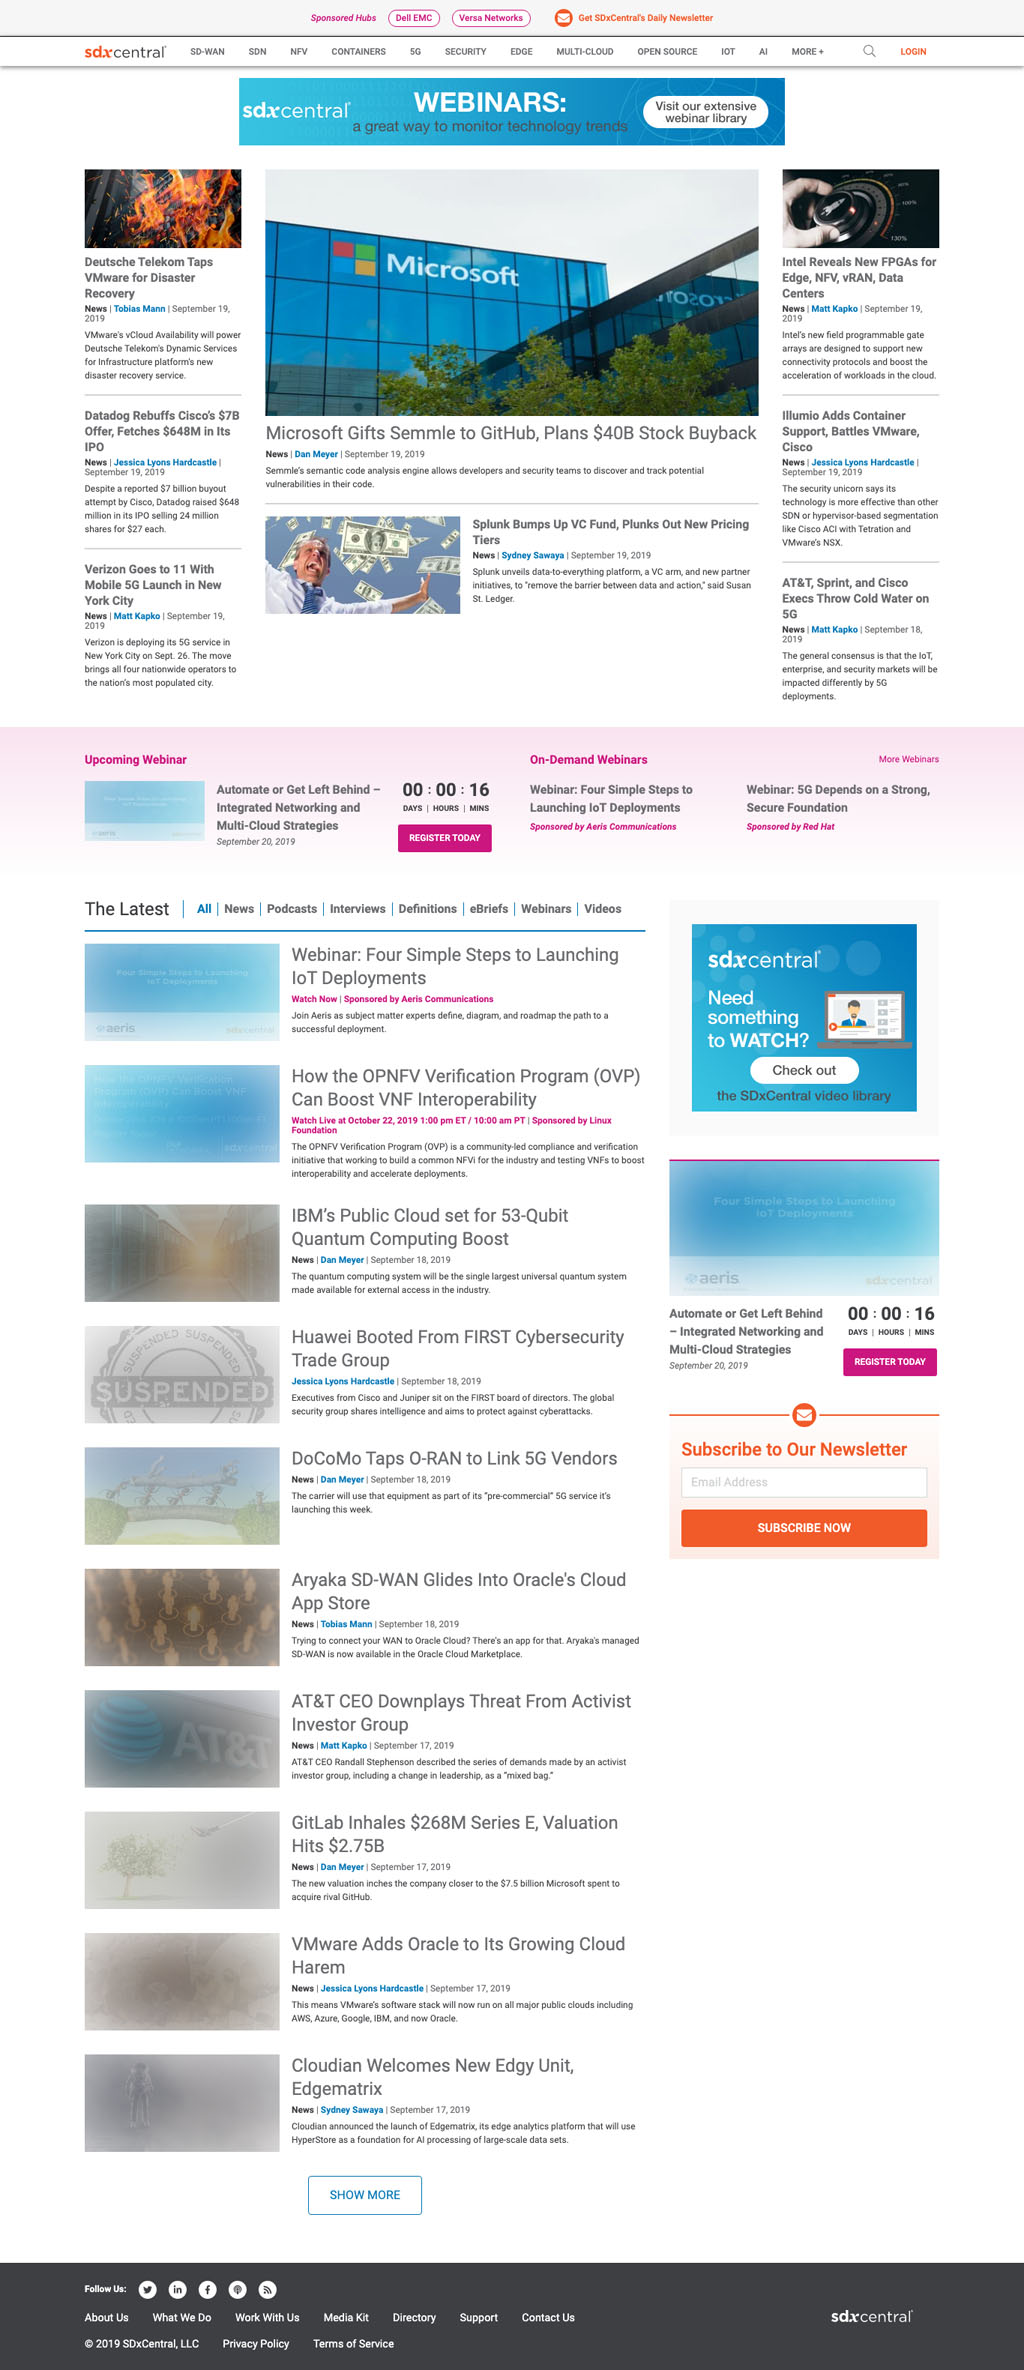 Sponsored Hubs Dell EMC Versa Networks Get SDxCentral's Daily Newsletter
sdxcentral SD-WAN SDN NFV CONTAINERS 5G SECURITY EDGE MULTI-CLOUD OPEN SOURCE IOT AI MORE + LOGIN
sdxcentral WEBINARS:
a great way to monitor technology trends
Visit our extensive
webinar library
Deutsche Telekom Taps
VMware for Disaster
Recovery
News | Tobias Mann | September 19,
2019
VMware's vCloud Availability will power
Deutsche Telekom's Dynamic Services
for Infrastructure platform's new
disaster recovery service.
Datadog Rebuffs Cisco's $7B
Offer, Fetches $648M in Its
IPO
News | Jessica Lyons Hardcastle |
September 19, 2019
Despite a reported $7 billion buyout
attempt by Cisco, Datadog raised $648
million in its IPO selling 24 million
shares for $27 each.
Verizon Goes to 11 With
Mobile 5G Launch in New
York City
News | Matt Kapko | September 19,
2019
Verizon is deploying its 5G service in
New York City on Sept. 26. The move
brings all four nationwide operators to
the nation's most populated city.
Microsoft
Microsoft Gifts Semmle to GitHub, Plans $40B Stock Buyback
News | Dan Meyer | September 19, 2019
Semmle's semantic code analysis engine allows developers and security teams to discover and track potential
vulnerabilities in their code.
Splunk Bumps Up VC Fund, Plunks Out New Pricing
Tiers
News | Sydney Sawaya | September 19, 2019
Splunk unveils data-to-everything platform, a VC arm, and new partner
initiatives, to "remove the barrier between data and action," said Susan
St. Ledger.
100%
130%
Intel Reveals New FPGAs for
Edge, NFV, vRAN, Data
Centers
News | Matt Kapko | September 19,
2019
Intel's new field programmable gate
arrays are designed to support new
connectivity protocols and boost the
acceleration of workloads in the cloud.
Illumio Adds Container
Support, Battles VMware,
Cisco
News | Jessica Lyons Hardcastle |
September 19, 2019
The security unicorn says its
technology is more effective than other
SDN or hypervisor-based segmentation
like Cisco ACI with Tetration and
VMware's NSX.
AT&T, Sprint, and Cisco
Execs Throw Cold Water on
5G
News | Matt Kapko | September 18,
2019
The general consensus is that the IoT,
enterprise, and security markets will be
impacted differently by 5G
deployments.
Upcoming Webinar
Automate or Get Left Behind –
Integrated Networking and
Multi-Cloud Strategies
September 20, 2019
00 : 00 : 16
DAYS | HOURS | MINS
REGISTER TODAY
On-Demand Webinars
More Webinars
Webinar: Four Simple Steps to
Launching IoT Deployments
Sponsored by Aeris Communications
Webinar: 5G Depends on a Strong,
Secure Foundation
Sponsored by Red Hat
The Latest | All | News | Podcasts | Interviews | Definitions | eBriefs | Webinars | Videos
Four Simple Steps to Launching
IoT Deployments
aeris sdxcentral
Webinar: Four Simple Steps to Launching
IoT Deployments
Watch Now | Sponsored by Aeris Communications
Join Aeris as subject matter experts define, diagram, and roadmap the path to a
successful deployment.
How the OPNFV Verification
Program (OVP) Can Boost VNF
Interoperability
sdxcentral
How the OPNFV Verification Program (OVP)
Can Boost VNF Interoperability
Watch Live at October 22, 2019 1:00 pm ET / 10:00 am PT | Sponsored by Linux
Foundation
The OPNFV Verification Program (OVP) is a community-led compliance and verification
initiative that working to build a common NFVi for the industry and testing VNFs to boost
interoperability and accelerate deployments.
IBM's Public Cloud set for 53-Qubit
Quantum Computing Boost
News | Dan Meyer | September 18, 2019
The quantum computing system will be the single largest universal quantum system
made available for external access in the industry.
SUSPENDED
Huawei Booted From FIRST Cybersecurity
Trade Group
Jessica Lyons Hardcastle | September 18, 2019
Executives from Cisco and Juniper sit on the FIRST board of directors. The global
security group shares intelligence and aims to protect against cyberattacks.
DoCoMo Taps O-RAN to Link 5G Vendors
News | Dan Meyer | September 18, 2019
The carrier will use that equipment as part of its "pre-commercial" 5G service it's
launching this week.
Aryaka SD-WAN Glides Into Oracle's Cloud
App Store
News | Tobias Mann | September 18, 2019
Trying to connect your WAN to Oracle Cloud? There's an app for that. Aryaka's managed
SD-WAN is now available in the Oracle Cloud Marketplace.
AT&T
AT&T CEO Downplays Threat From Activist
Investor Group
News | Matt Kapko | September 17, 2019
AT&T CEO Randall Stephenson described the series of demands made by an activist
investor group, including a change in leadership, as a "mixed bag."
GitLab Inhales $268M Series E, Valuation
Hits $2.75B
News | Dan Meyer | September 17, 2019
The new valuation inches the company closer to the $7.5 billion Microsoft spent to
acquire rival GitHub.
VMware Adds Oracle to Its Growing Cloud
Harem
News | Jessica Lyons Hardcastle | September 17, 2019
This means VMware's software stack will now run on all major public clouds including
AWS, Azure, Google, IBM, and now Oracle.
Cloudian Welcomes New Edgy Unit,
Edgematrix
News | Sydney Sawaya | September 17, 2019
Cloudian announced the launch of Edgematrix, its edge analytics platform that will use
HyperStore as a foundation for AI processing of large-scale data sets.
SHOW MORE
sdxcentral
Need
something
to WATCH?
Check out
the SDxCentral video library
Four Simple Steps to Launching
IoT Deployments
aeris sdxcentral
Automate or Get Left Behind
– Integrated Networking and
Multi-Cloud Strategies
September 20, 2019
00 : 00 : 16
DAYS | HOURS | MINS
REGISTER TODAY
Subscribe to Our Newsletter
Email Address
SUBSCRIBE NOW
Follow Us:
About Us What We Do Work With Us Media Kit Directory Support Contact Us
sdxcentral
© 2019 SDxCentral, LLC Privacy Policy Terms of Service